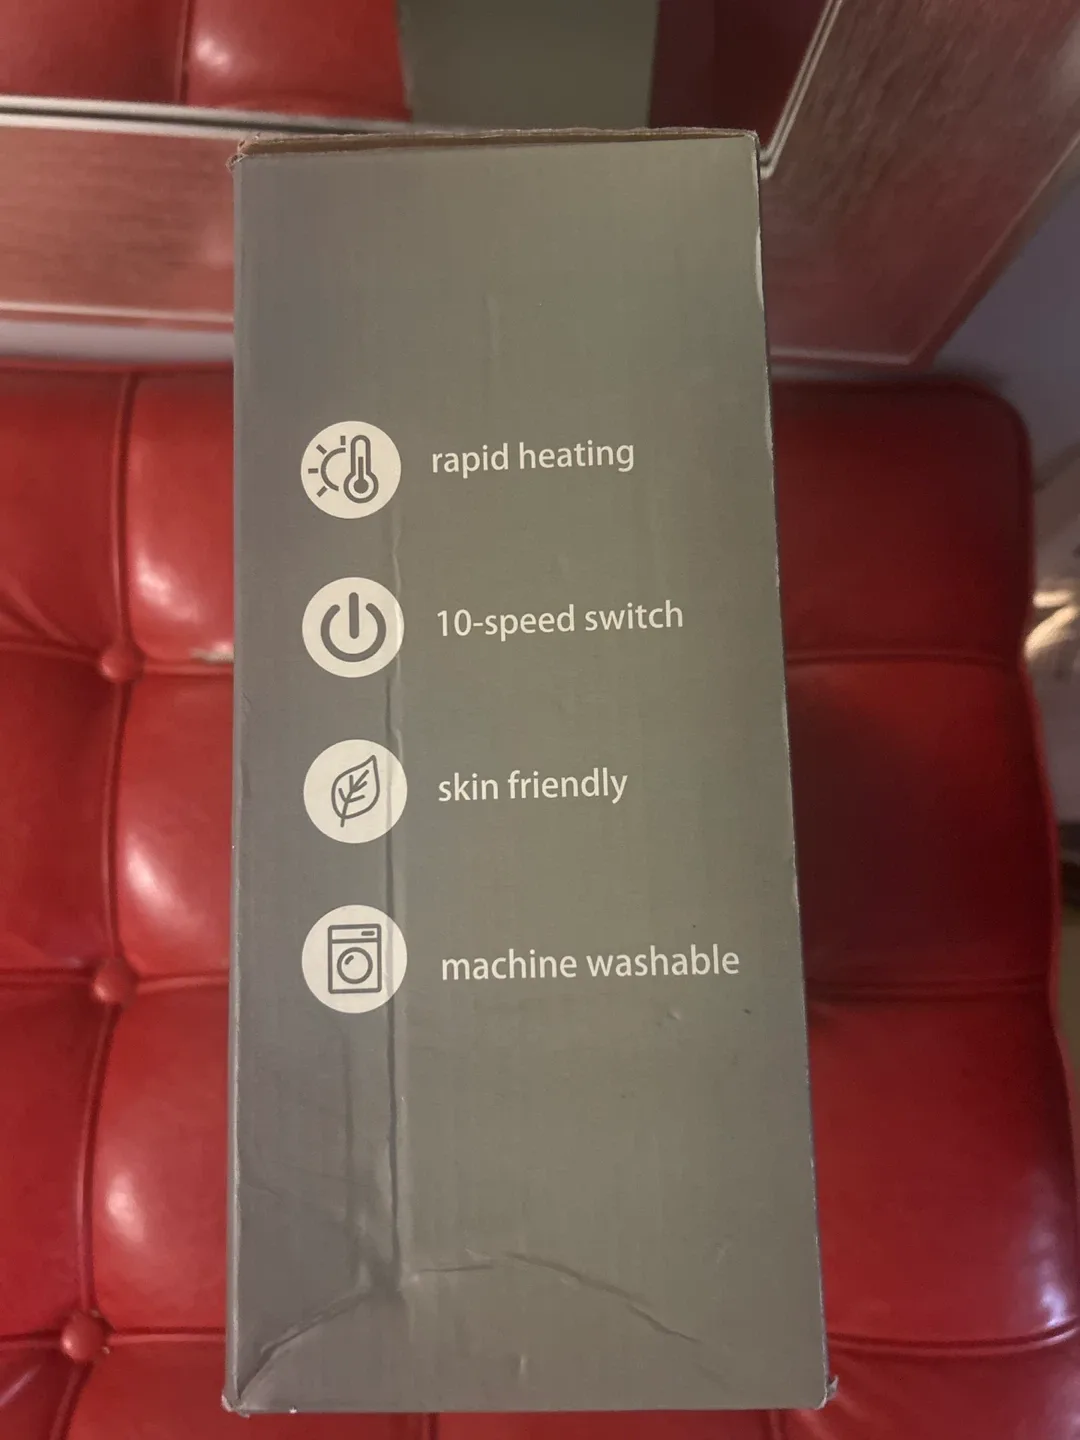 rapid heating
10-speed switch
skin friendly
machine washable